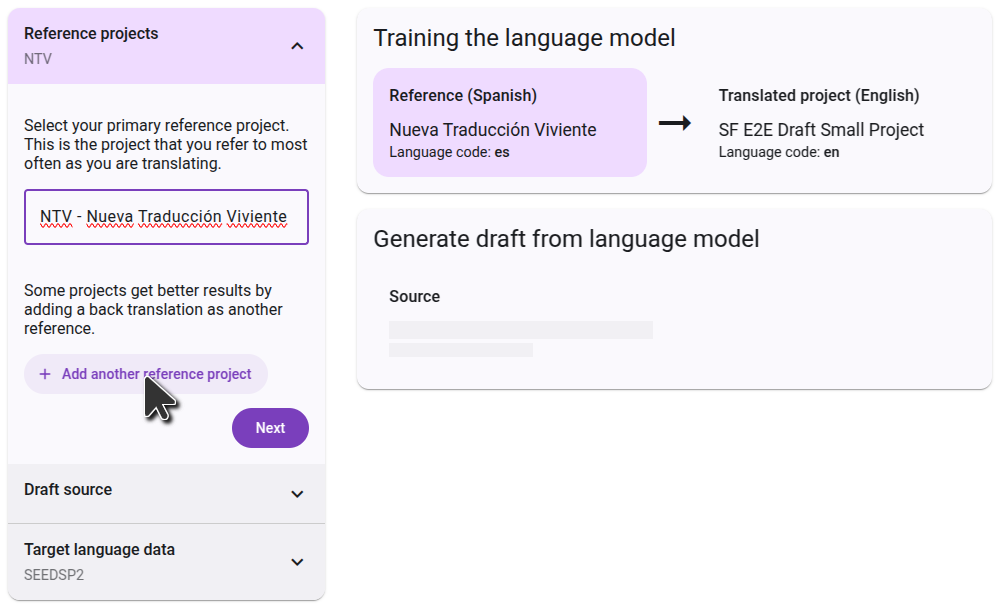 Reference projects
NTV
Select your primary reference project.
This is the project that you refer to most
often as you are translating.
NTV - Nueva Traducción Viviente
Some projects get better results by
adding a back translation as another
reference.
+ Add another reference project
Next
Draft source
Target language data
SEEDSP2
Training the language model
Reference (Spanish)
Nueva Traducción Viviente
Language code: es
Translated project (English)
SF E2E Draft Small Project
Language code: en
Generate draft from language model
Source